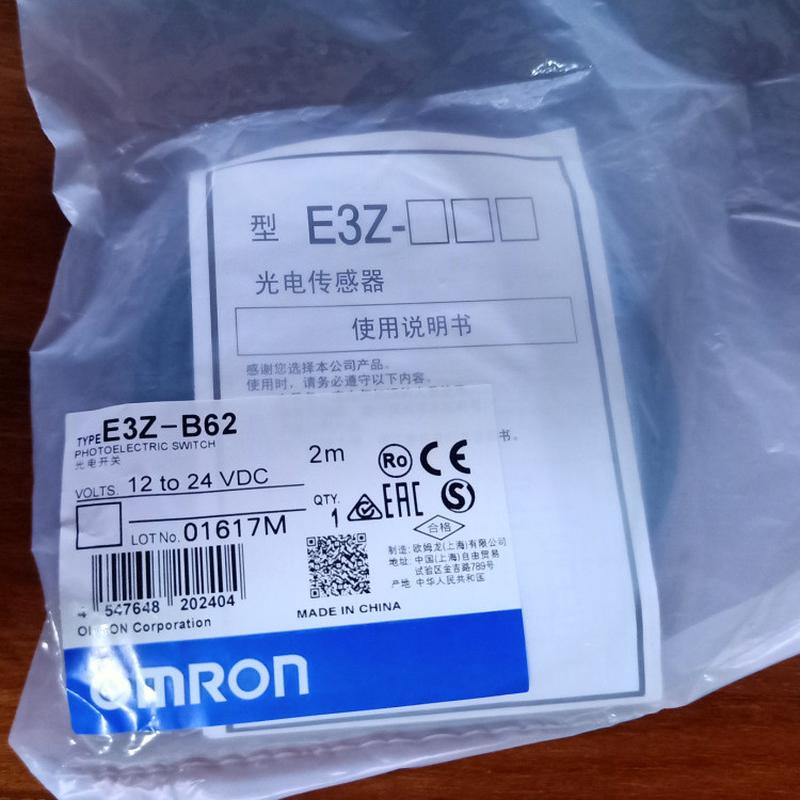 型 E3Z-□□□
光电传感器
使用说明书
感谢您选择本公司产品。
使用时，请务必遵守以下内容。
书。
TYPE E3Z-B62
PHOTOELECTRIC SWITCH
光电开关
2m
VOLTS. 12 to 24 VDC
QTY.
1
LOT No. 01617M
Ro CE
EAC S
合格
制造: 欧姆龙(上海)有限公司
地址: 中国(上海)自由贸易
试验区金吉路789号
产地: 中华人民共和国
4 547648 202404
MADE IN CHINA
OMRON Corporation
OMRON